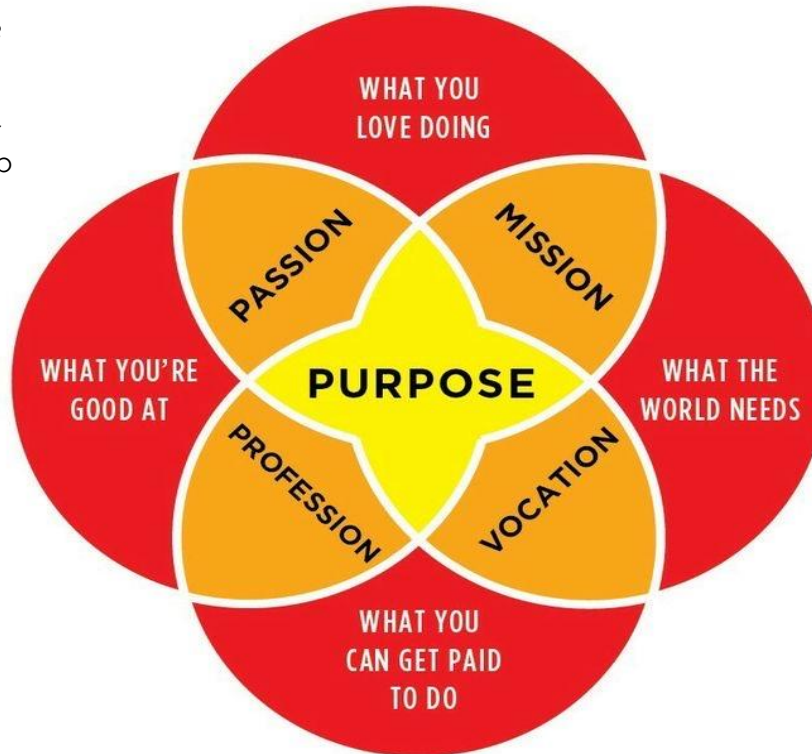 WHAT YOU
LOVE DOING
PASSION
MISSION
WHAT YOU'RE
GOOD AT
PURPOSE
WHAT THE
WORLD NEEDS
PROFESSION
VOCATION
WHAT YOU
CAN GET PAID
TO DO